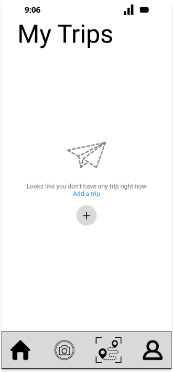 9:06
My Trips
Looks like you don't have any trip right now
Add a trip
+